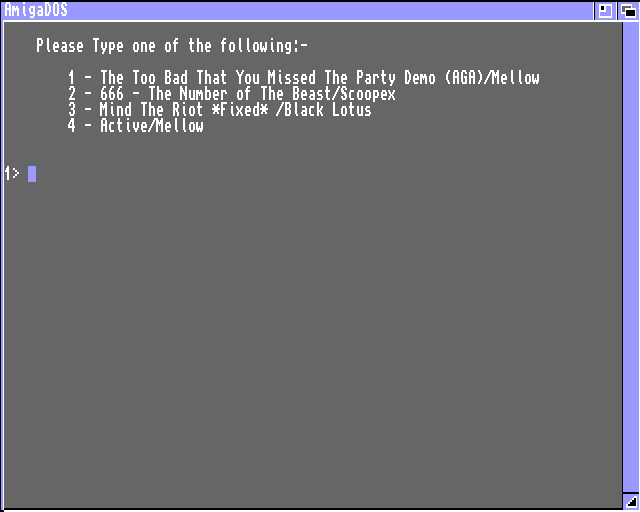 AmigaDOS
Please Type one of the following:-
1 - The Too Bad That You Missed The Party Demo (AGA)/Mellow
2 - 666 - The Number of The Beast/Scoopex
3 - Mind The Riot *Fixed* /Black Lotus
4 - Active/Mellow
1>